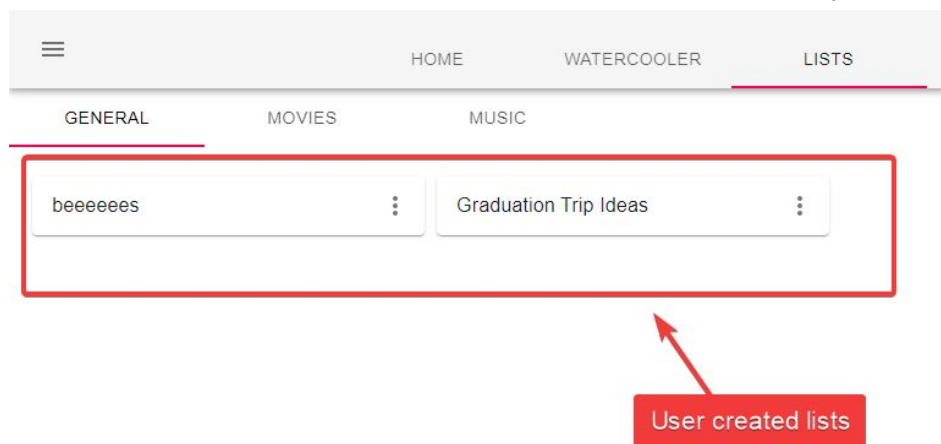 HOME WATERCOOLER LISTS
GENERAL MOVIES MUSIC
beeeeees Graduation Trip Ideas
User created lists